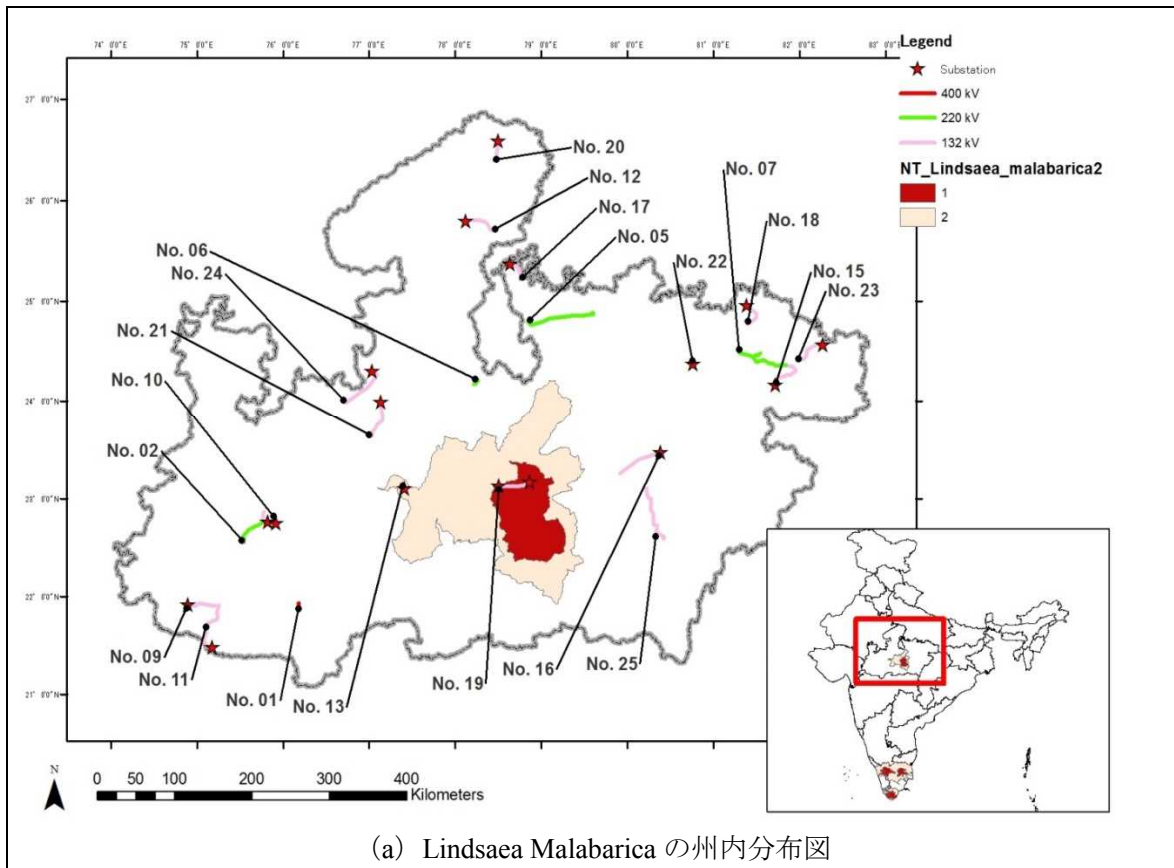 74°0'0"E 75°0'0"E 76°0'0"E 77°0'0"E 78°0'0"E 79°0'0"E 80°0'0"E 81°0'0"E 82°0'0"E 83°0'0"E
Legend
Substation
400 kV
220 kV
132 kV
NT_Lindsaea_malabarica2
1
2
27°0'0"N
26°0'0"N
25°0'0"N
24°0'0"N
23°0'0"N
22°0'0"N
21°0'0"N
No. 20
No. 12
No. 07
No. 17
No. 18
No. 06
No. 05
No. 22
No. 15
No. 24
No. 23
No. 21
No. 10
No. 02
No. 09
No. 11
No. 01
No. 13
No. 19
No. 16
No. 25
N
0 50 100 200 300 400
Kilometers
(a) Lindsaea Malabarica の州内分布図